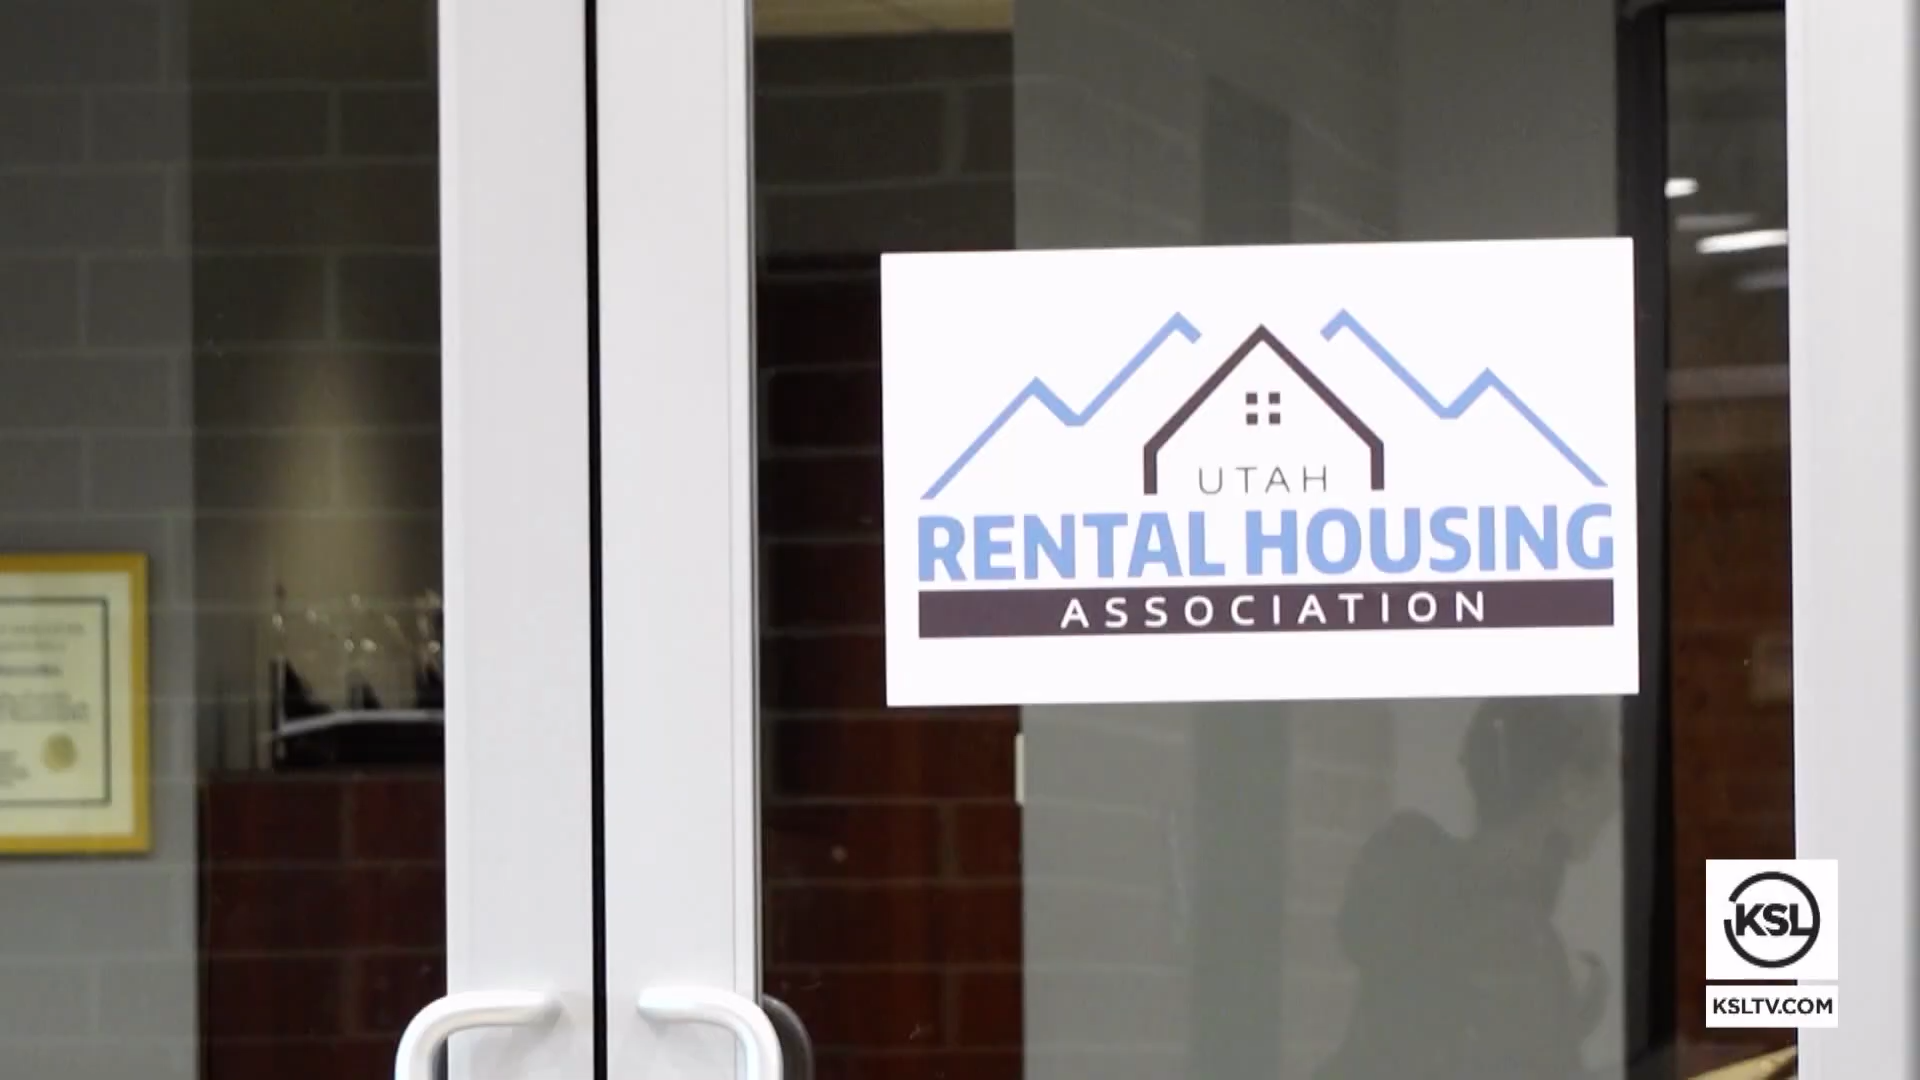 UTAH
RENTAL HOUSING
ASSOCIATION
KSL
KSLTV.COM